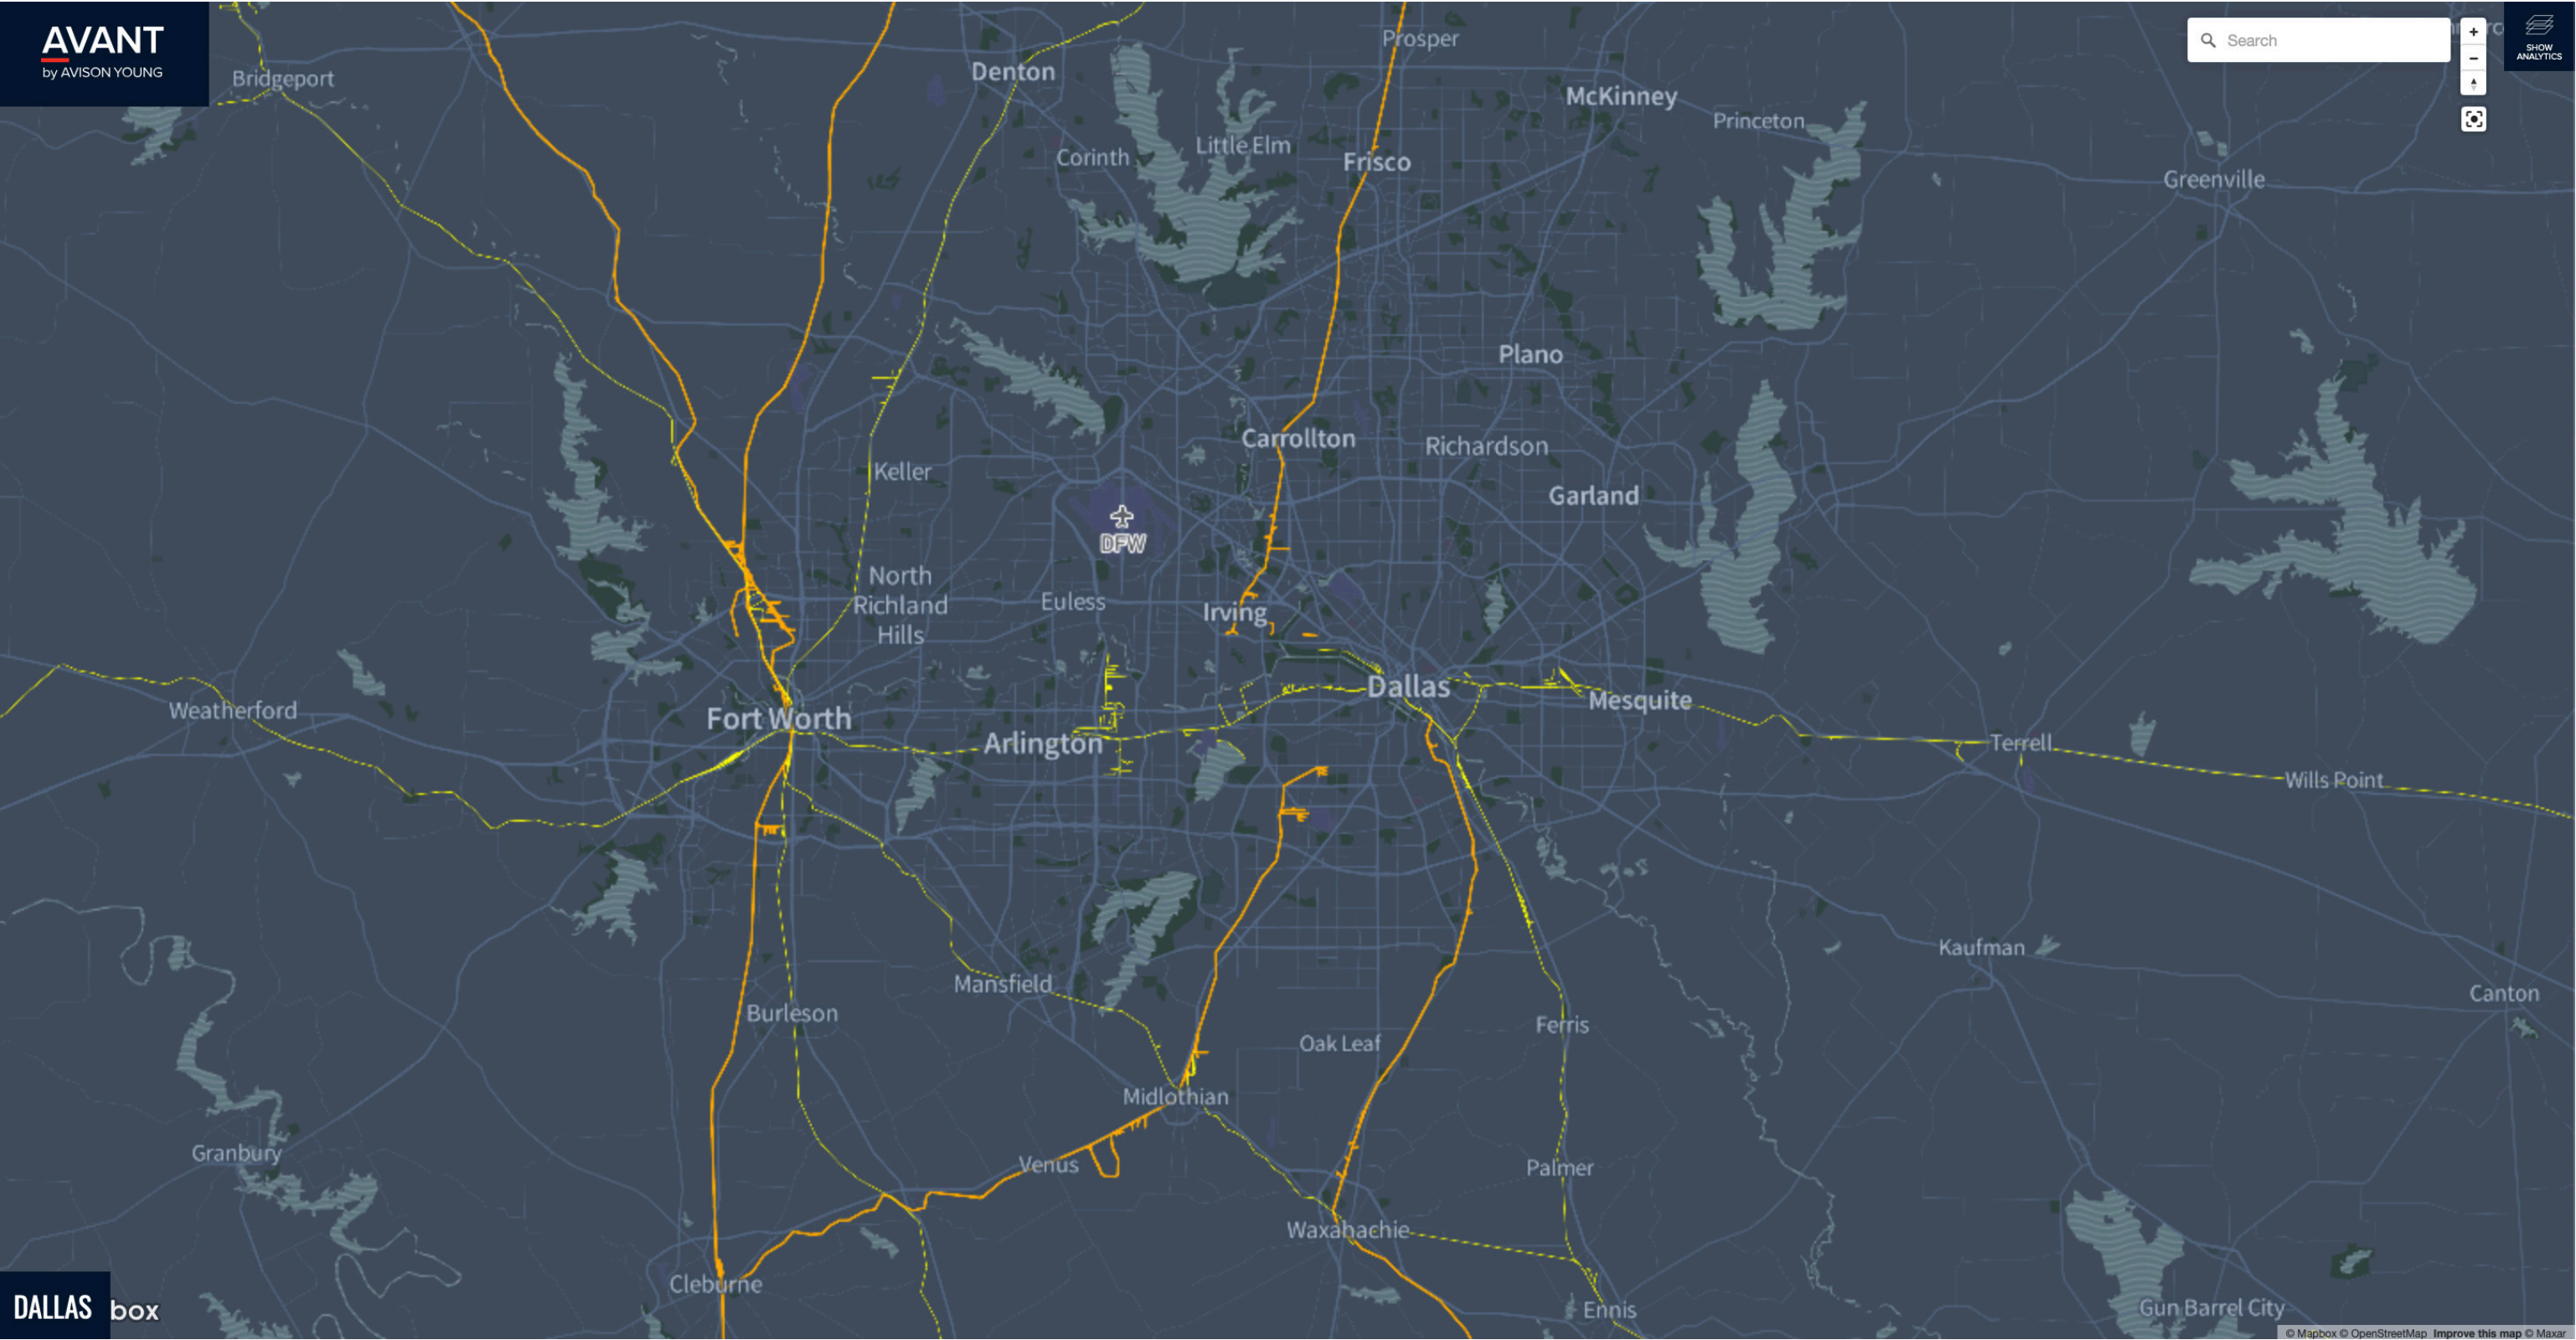 AVANT
by AVISON YOUNG
Search
+
−
SHOW
ANALYTICS
Prosper
Denton
Bridgeport
McKinney
Princeton
Little Elm
Corinth
Frisco
Greenville
Plano
Carrollton
Richardson
Keller
Garland
DFW
North
Richland
Hills
Euless
Irving
Dallas
Mesquite
Weatherford
Fort Worth
Arlington
Terrell
Wills Point
Kaufman
Mansfield
Canton
Burleson
Ferris
Oak Leaf
Midlothian
Granbury
Venus
Palmer
Waxahachie
Cleburne
DALLAS
box
Ennis
Gun Barrel City
© Mapbox © OpenStreetMap Improve this map © Maxar